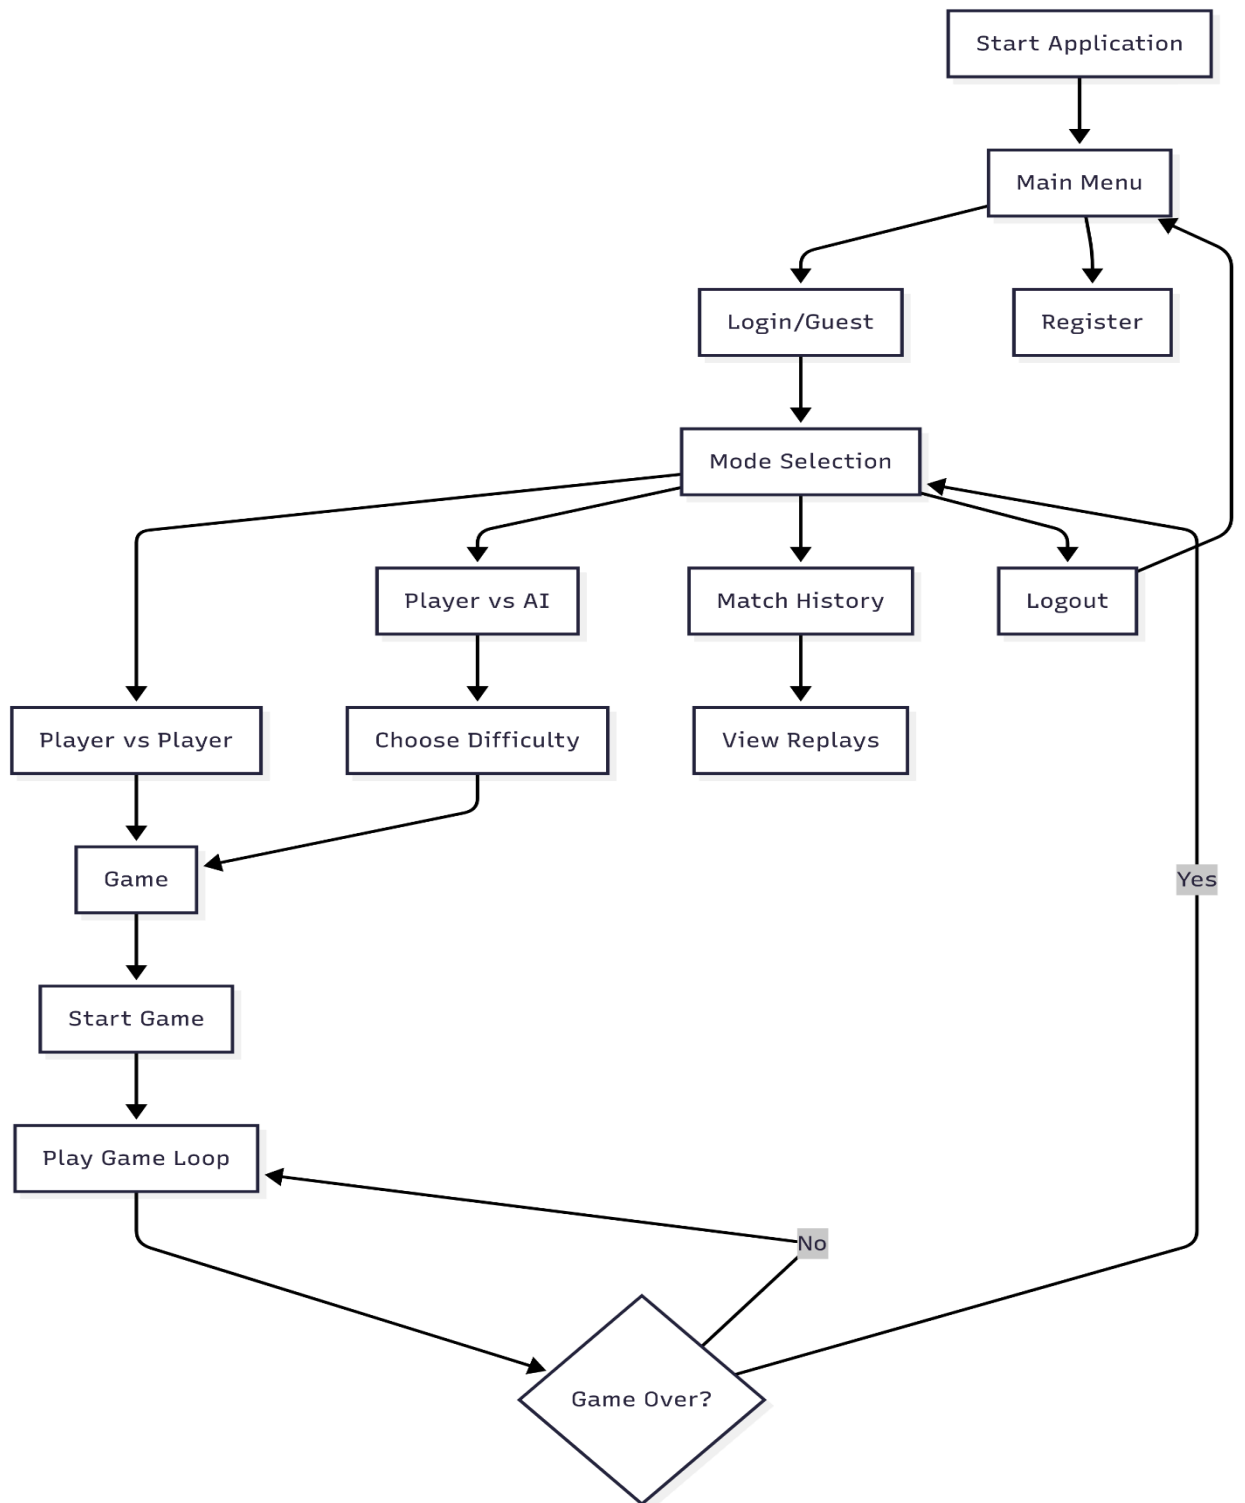 Start Application
Main Menu
Login/Guest
Register
Mode Selection
Player vs AI
Match History
Logout
Player vs Player
Choose Difficulty
View Replays
Game
Yes
Start Game
Play Game Loop
No
Game Over?